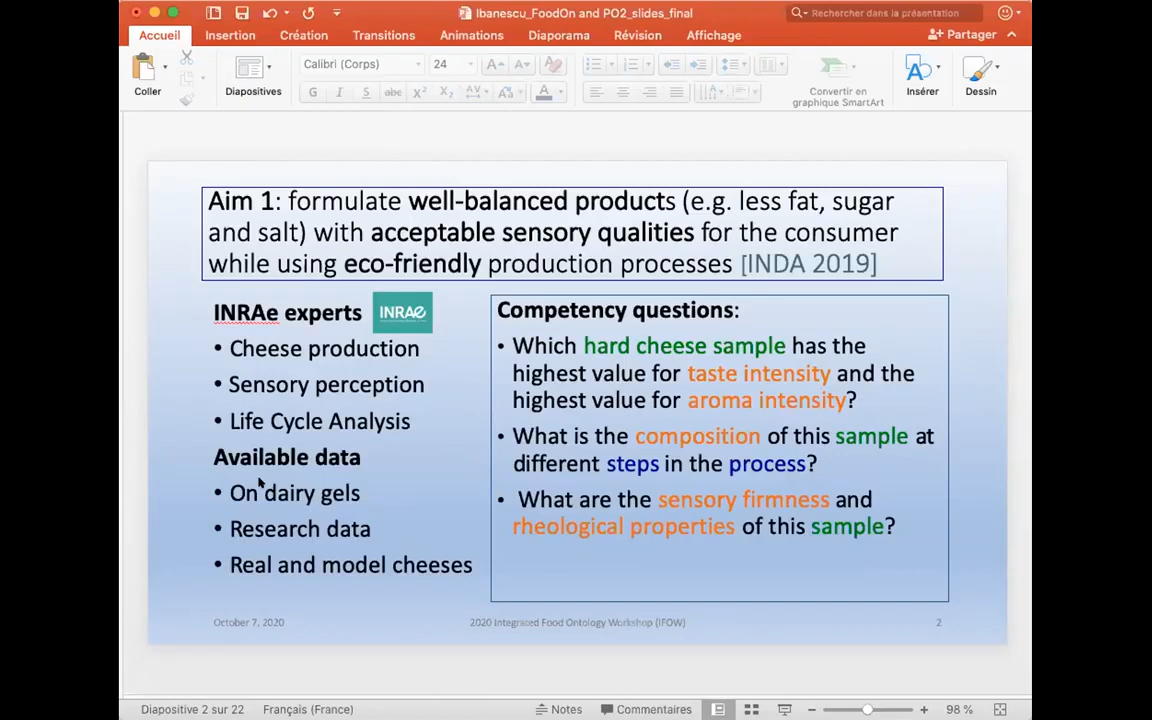 Ibanescu_FoodOn and PO2_slides_final
Rechercher dans la présentation
Accueil Insertion Création Transitions Animations Diaporama Révision Affichage Partager
Coller Diapositives Calibri (Corps) 24 Convertir en graphique SmartArt Insérer Dessin
G I S abc X² X₂ AV Aa A
Aim 1: formulate well-balanced products (e.g. less fat, sugar
and salt) with acceptable sensory qualities for the consumer
while using eco-friendly production processes [INDA 2019]
INRAe experts INRAE
• Cheese production
• Sensory perception
• Life Cycle Analysis
Available data
• On dairy gels
• Research data
• Real and model cheeses
Competency questions:
• Which hard cheese sample has the
highest value for taste intensity and the
highest value for aroma intensity?
• What is the composition of this sample at
different steps in the process?
• What are the sensory firmness and
rheological properties of this sample?
October 7, 2020 2020 Integrated Food Ontology Workshop (IFOW) 2
Diapositive 2 sur 22 Français (France) Notes Commentaires 98 %